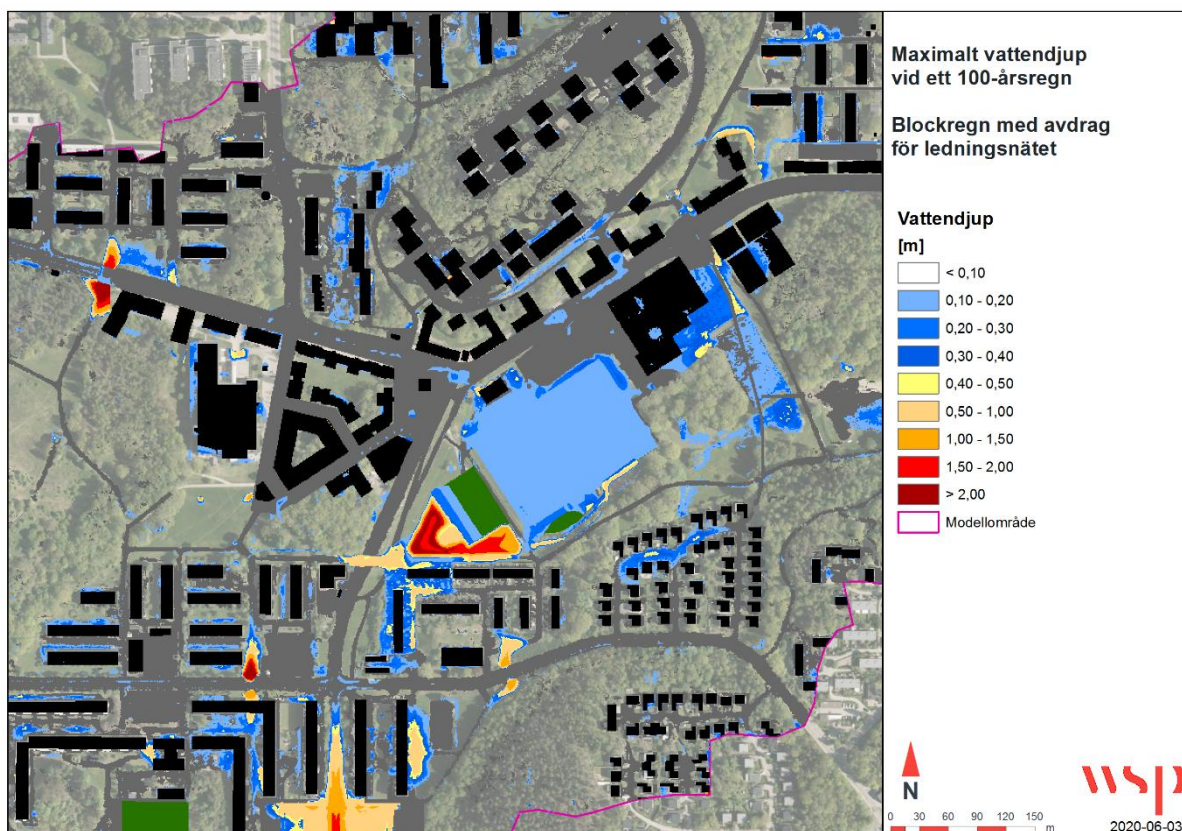 Maximalt vattendjup
vid ett 100-årsregn
Blockregn med avdrag
för ledningsnätet
Vattendjup
[m]
< 0,10
0,10 - 0,20
0,20 - 0,30
0,30 - 0,40
0,40 - 0,50
0,50 - 1,00
1,00 - 1,50
1,50 - 2,00
> 2,00
Modellområde
N
wsp
0 30 60 90 120 150
m
2020-06-03